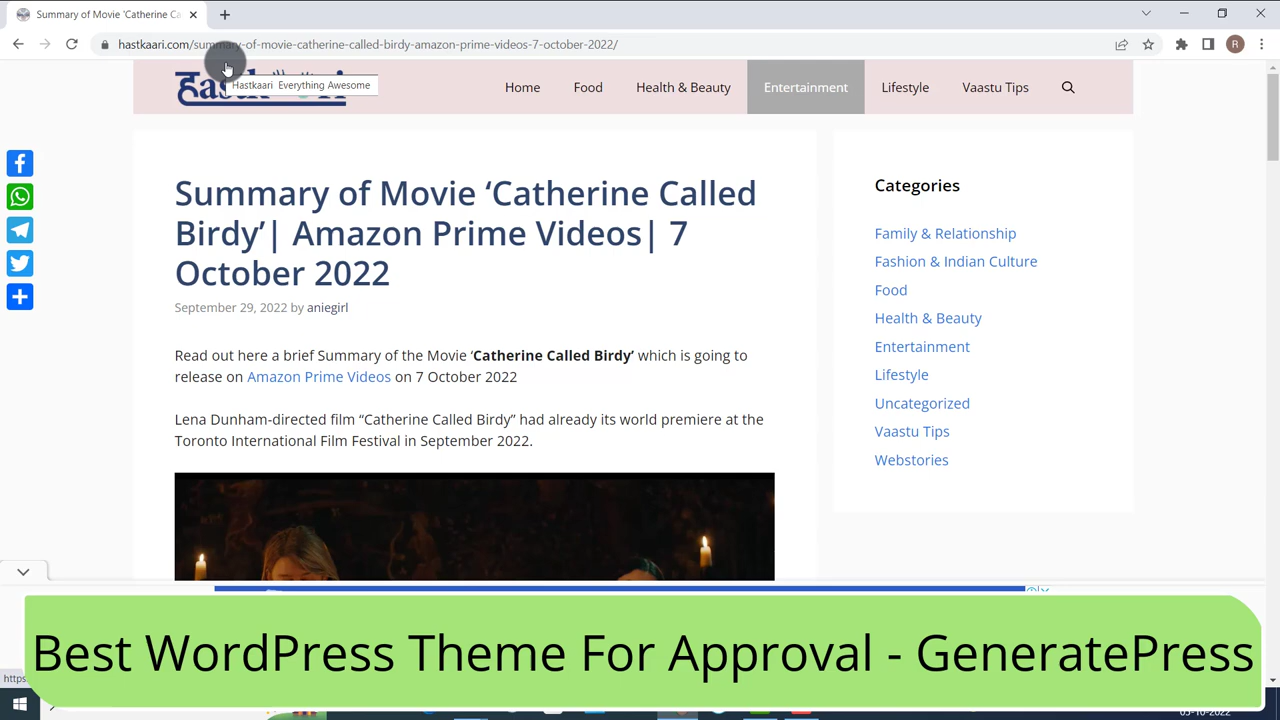 Summary of Movie 'Catherine Ca
hastkaari.com/summary-of-movie-catherine-called-birdy-amazon-prime-videos-7-october-2022/
R
Hastkaari Everything Awesome
Home
Food
Health & Beauty
Entertainment
Lifestyle
Vaastu Tips
Summary of Movie ‘Catherine Called
Birdy’| Amazon Prime Videos| 7
October 2022
September 29, 2022 by aniegirl
Read out here a brief Summary of the Movie ‘Catherine Called Birdy’ which is going to
release on Amazon Prime Videos on 7 October 2022
Lena Dunham-directed film “Catherine Called Birdy” had already its world premiere at the
Toronto International Film Festival in September 2022.
Categories
Family & Relationship
Fashion & Indian Culture
Food
Health & Beauty
Entertainment
Lifestyle
Uncategorized
Vaastu Tips
Webstories
Best WordPress Theme For Approval - GeneratePress
https
05-10-2022